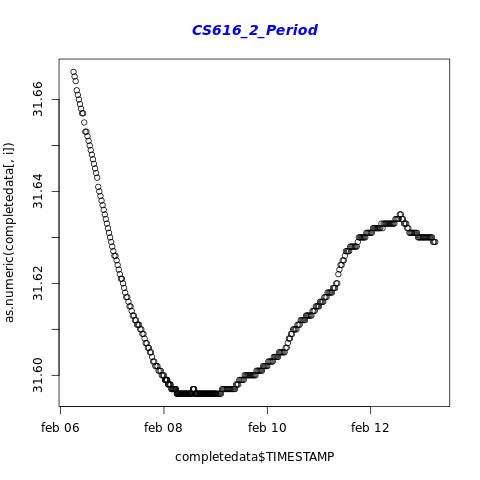 CS616_2_Period
as.numeric(completedata[, i])
31.66
31.64
31.62
31.60
feb 06 feb 08 feb 10 feb 12
completedata$TIMESTAMP